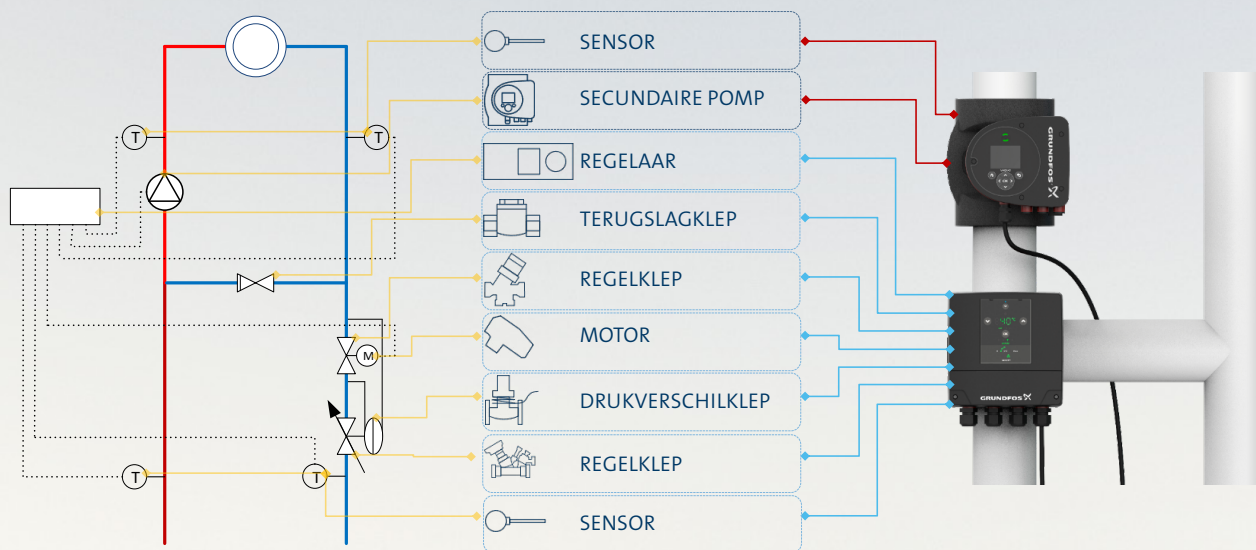 SENSOR
SECUNDAIRE POMP
REGELAAR
TERUGSLAGKLEP
REGELKLEP
MOTOR
DRUKVERSCHILKLEP
REGELKLEP
SENSOR
T
T
M
T
T
GRUNDFOS
GRUNDFOS